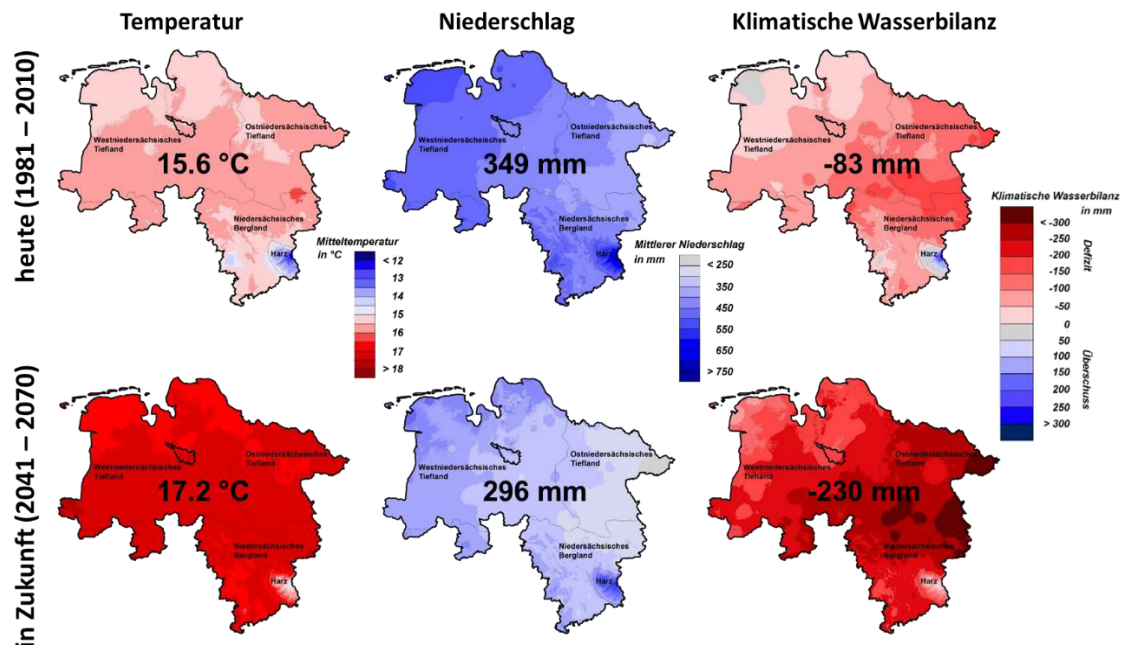 Temperatur
Niederschlag
Klimatische Wasserbilanz
heute (1981 – 2010)
Westniedersächsisches
Tiefland
Ostniedersächsisches
Tiefland
15.6 °C
Niedersächsisches
Bergland
Harz
Mitteltemperatur
in °C
< 12
13
14
15
16
17
> 18
Westniedersächsisches
Tiefland
Ostniedersächsisches
Tiefland
349 mm
Niedersächsisches
Bergland
Harz
Mittlerer Niederschlag
in mm
< 250
350
450
550
650
> 750
Westniedersächsisches
Tiefland
Ostniedersächsisches
Tiefland
-83 mm
Niedersächsisches
Bergland
Harz
Klimatische Wasserbilanz
in mm
< -300
-250
-200
-150
-100
-50
0
50
100
150
200
250
> 300
Defizit
Überschuss
in Zukunft (2041 – 2070)
Westniedersächsisches
Tiefland
Ostniedersächsisches
Tiefland
17.2 °C
Niedersächsisches
Bergland
Harz
Westniedersächsisches
Tiefland
Ostniedersächsisches
Tiefland
296 mm
Niedersächsisches
Bergland
Harz
Westniedersächsisches
Tiefland
Ostniedersächsisches
Tiefland
-230 mm
Niedersächsisches
Bergland
Harz